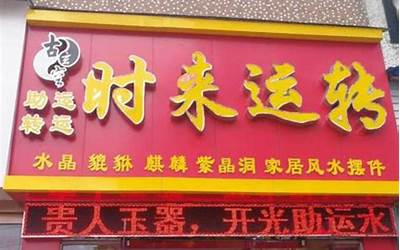 古玄堂
助运
转运
时来运转
水晶 貔貅 麒麟 紫晶洞 家居风水摆件
贵人玉器，开光助运水